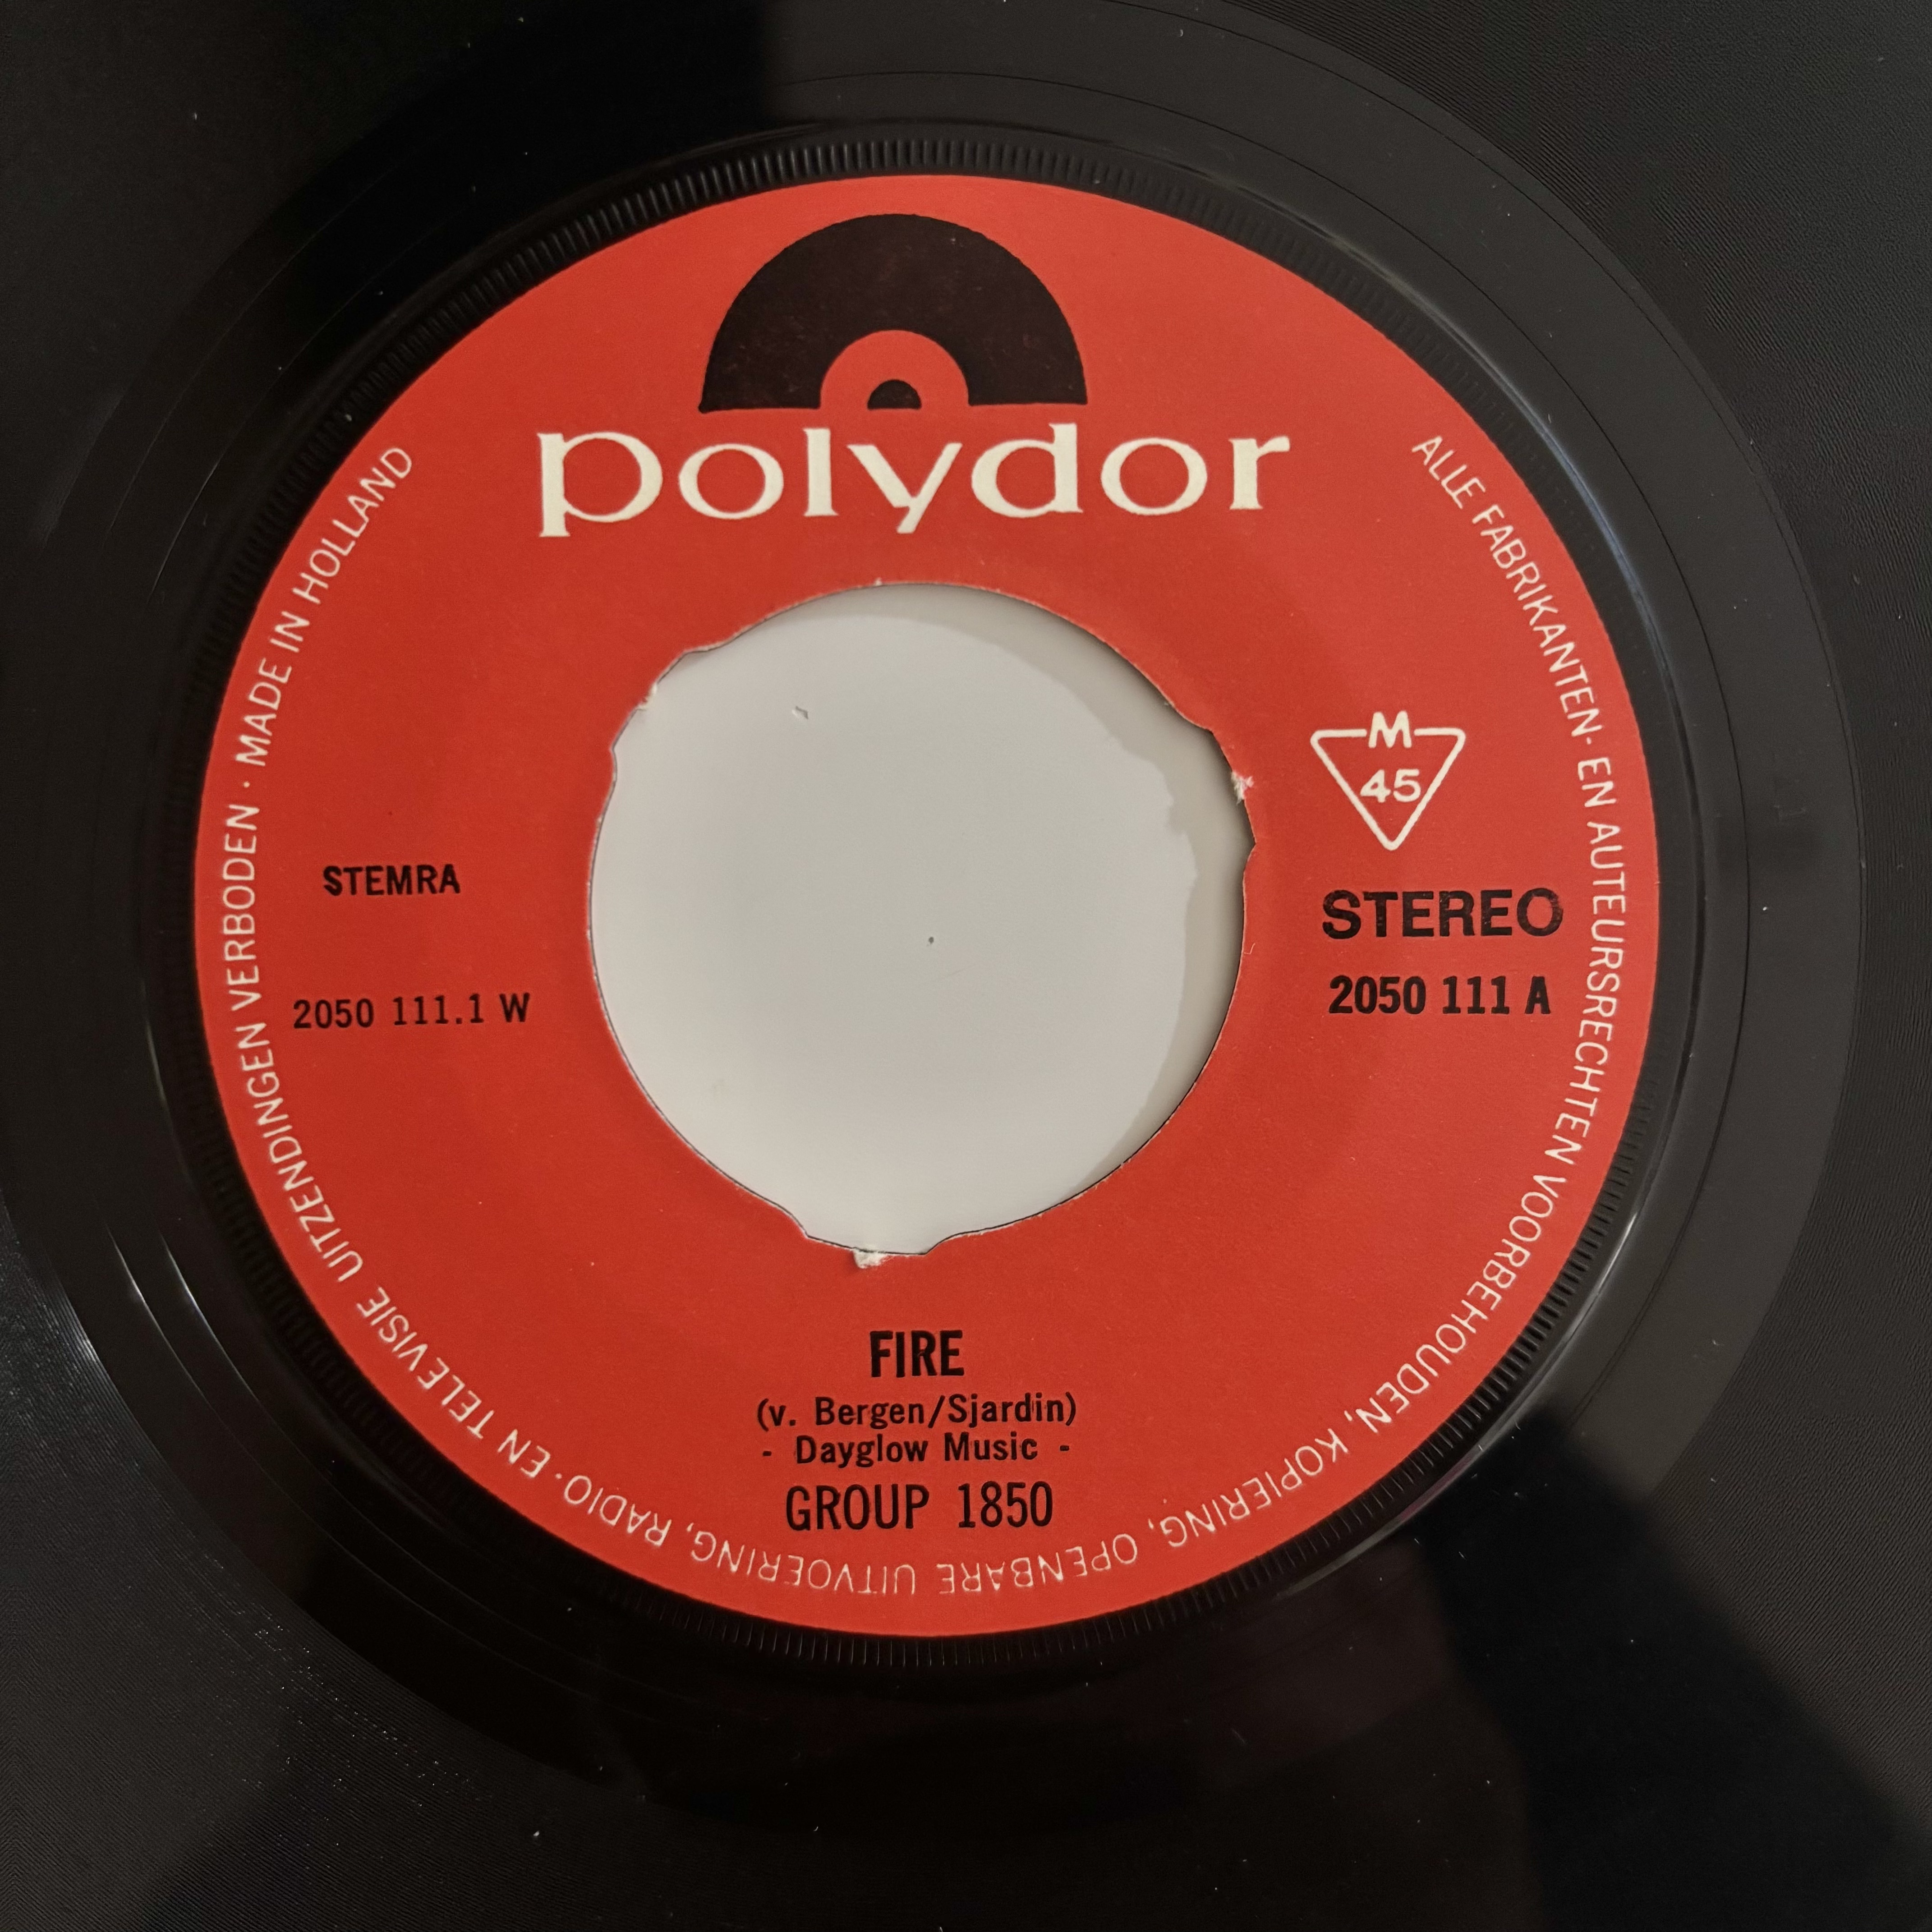 polydor
M
45
STEMRA
STEREO
2050 111.1 W
2050 111 A
FIRE
(v. Bergen/Sjardin)
- Dayglow Music -
GROUP 1850
ALLE FABRIKANTEN- EN AUTEURSRECHTEN VOORBEHOUDEN, KOPIERING, OPENBARE UITVOERING, RADIO- EN TELEVISIE UITZENDINGEN VERBODEN · MADE IN HOLLAND